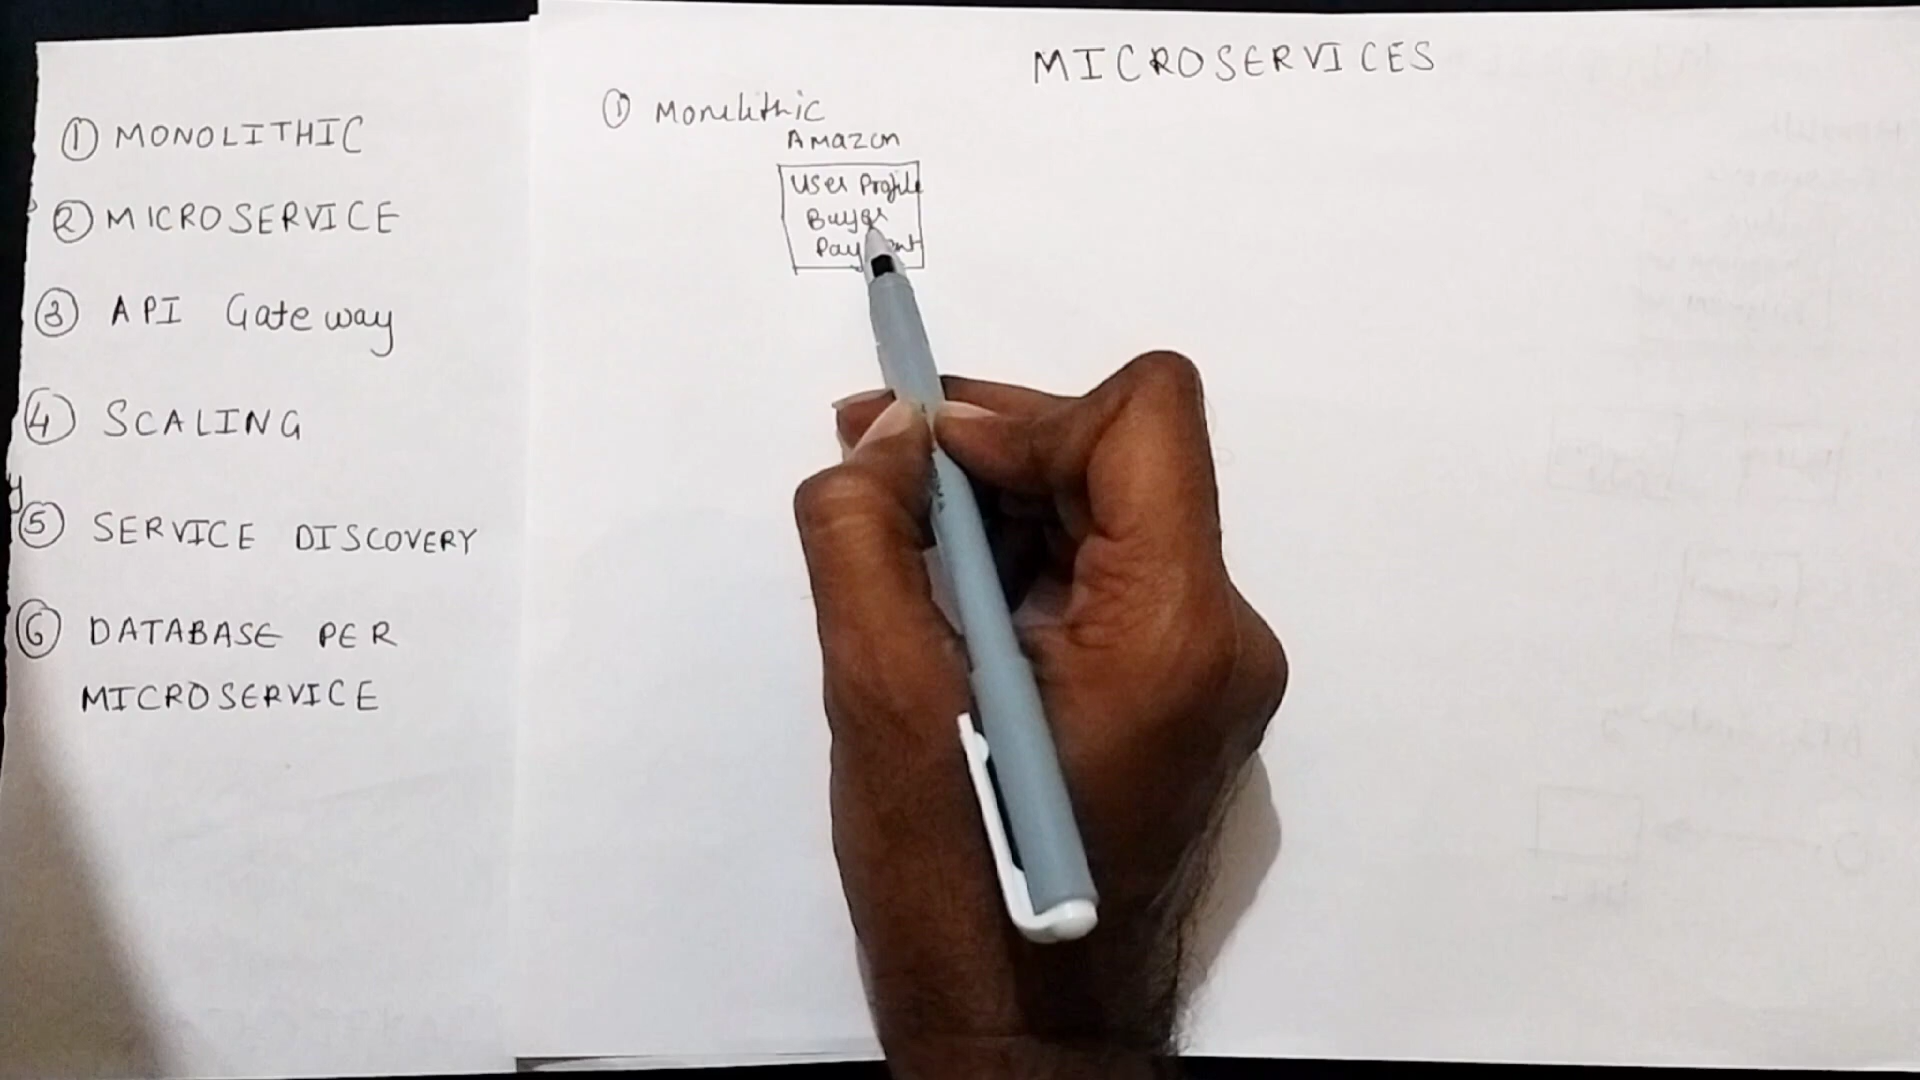 ① MONOLITHIC
② MICROSERVICE
③ API Gateway
④ SCALING
⑤ SERVICE DISCOVERY
⑥ DATABASE PER
MICROSERVICE
MICROSERVICES
① Monolithic
Amazon
User Profile
Buyer